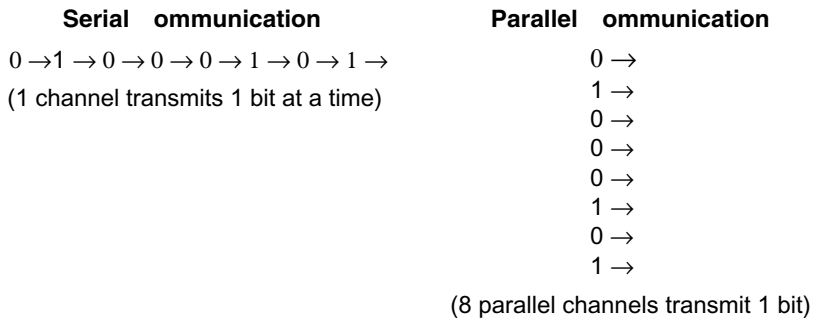 Serial ommunication
0 →1 → 0 → 0 → 0 → 1 → 0 → 1 →
(1 channel transmits 1 bit at a time)
Parallel ommunication
0 →
1 →
0 →
0 →
0 →
1 →
0 →
1 →
(8 parallel channels transmit 1 bit)